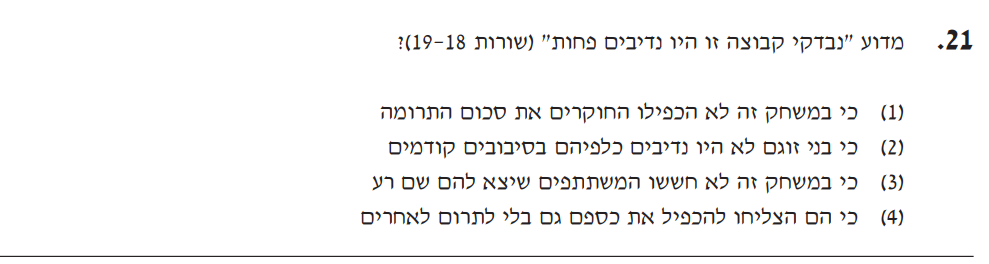 21. מדוע "נבדקי קבוצה זו היו נדיבים פחות" (שורות 18–19)?
(1) כי במשחק זה לא הכפילו החוקרים את סכום התרומה
(2) כי בני זוגם לא היו נדיבים כלפיהם בסיבובים קודמים
(3) כי במשחק זה לא חששו המשתתפים שיצא להם שם רע
(4) כי הם הצליחו להכפיל את כספם גם בלי לתרום לאחרים